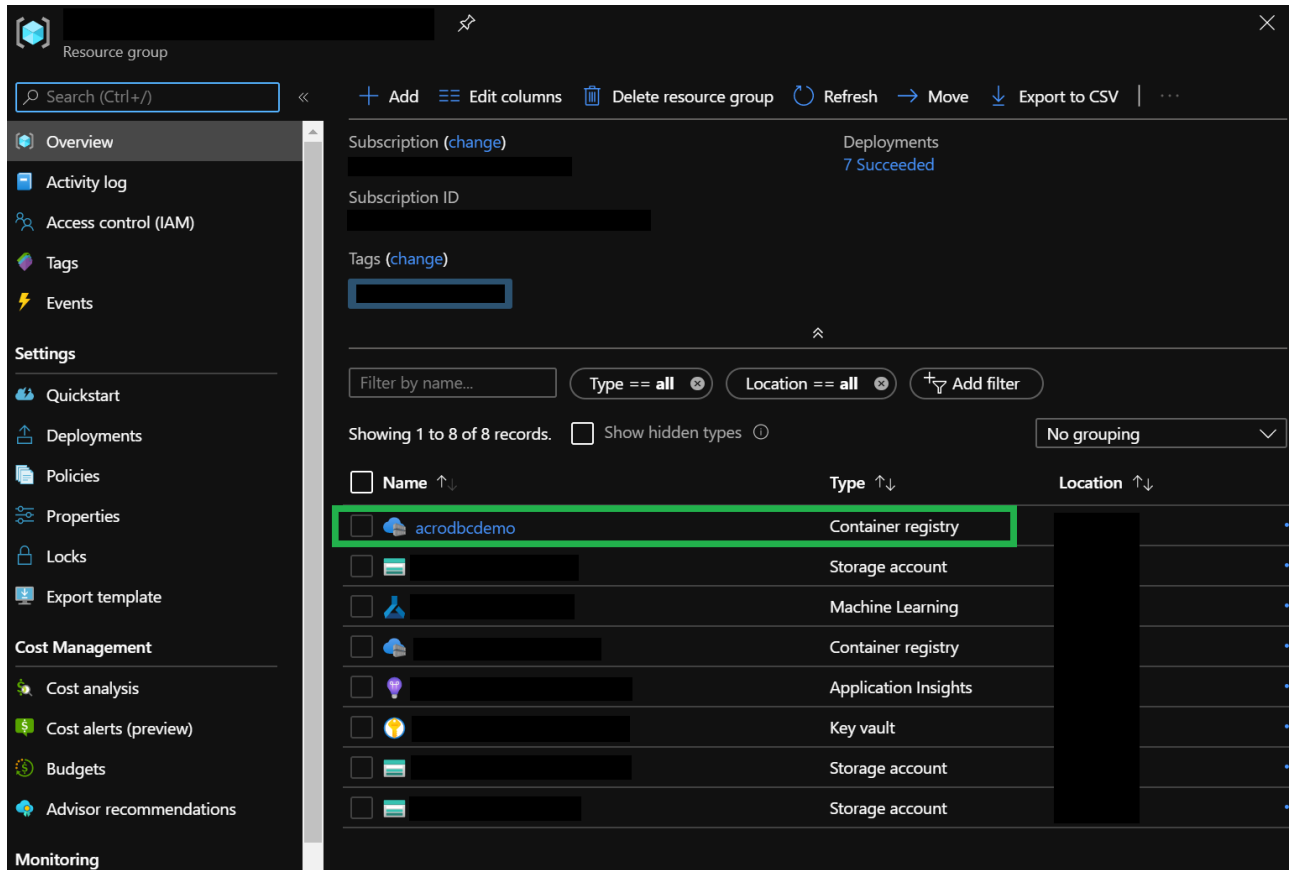 Resource group
Search (Ctrl+/)
«
Add
Edit columns
Delete resource group
Refresh
Move
Export to CSV
...
Overview
Activity log
Access control (IAM)
Tags
Events
Settings
Quickstart
Deployments
Policies
Properties
Locks
Export template
Cost Management
Cost analysis
Cost alerts (preview)
Budgets
Advisor recommendations
Monitoring
Subscription (change)
Deployments
7 Succeeded
Subscription ID
Tags (change)
Filter by name...
Type == all
Location == all
Add filter
Showing 1 to 8 of 8 records.
Show hidden types
No grouping
Name ↑↓ Type ↑↓ Location ↑↓
acrodbcdemo Container registry
Storage account
Machine Learning
Container registry
Application Insights
Key vault
Storage account
Storage account